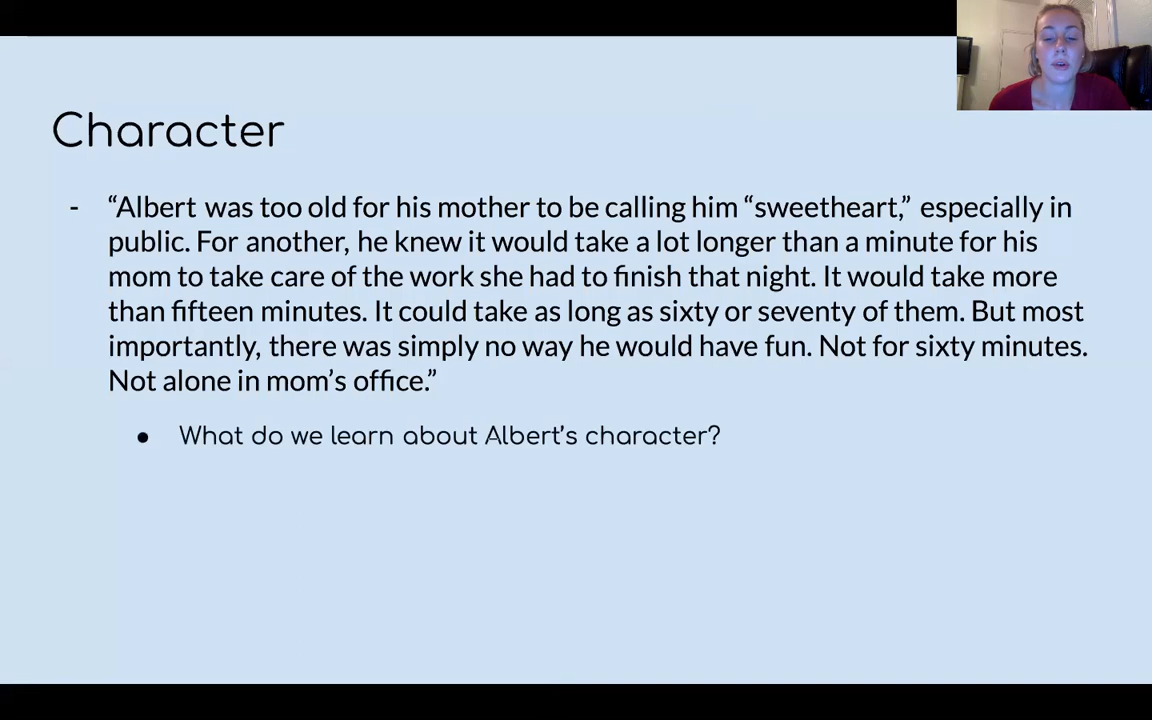 Character
- “Albert was too old for his mother to be calling him “sweetheart,” especially in
public. For another, he knew it would take a lot longer than a minute for his
mom to take care of the work she had to finish that night. It would take more
than fifteen minutes. It could take as long as sixty or seventy of them. But most
importantly, there was simply no way he would have fun. Not for sixty minutes.
Not alone in mom’s office.”
● What do we learn about Albert’s character?